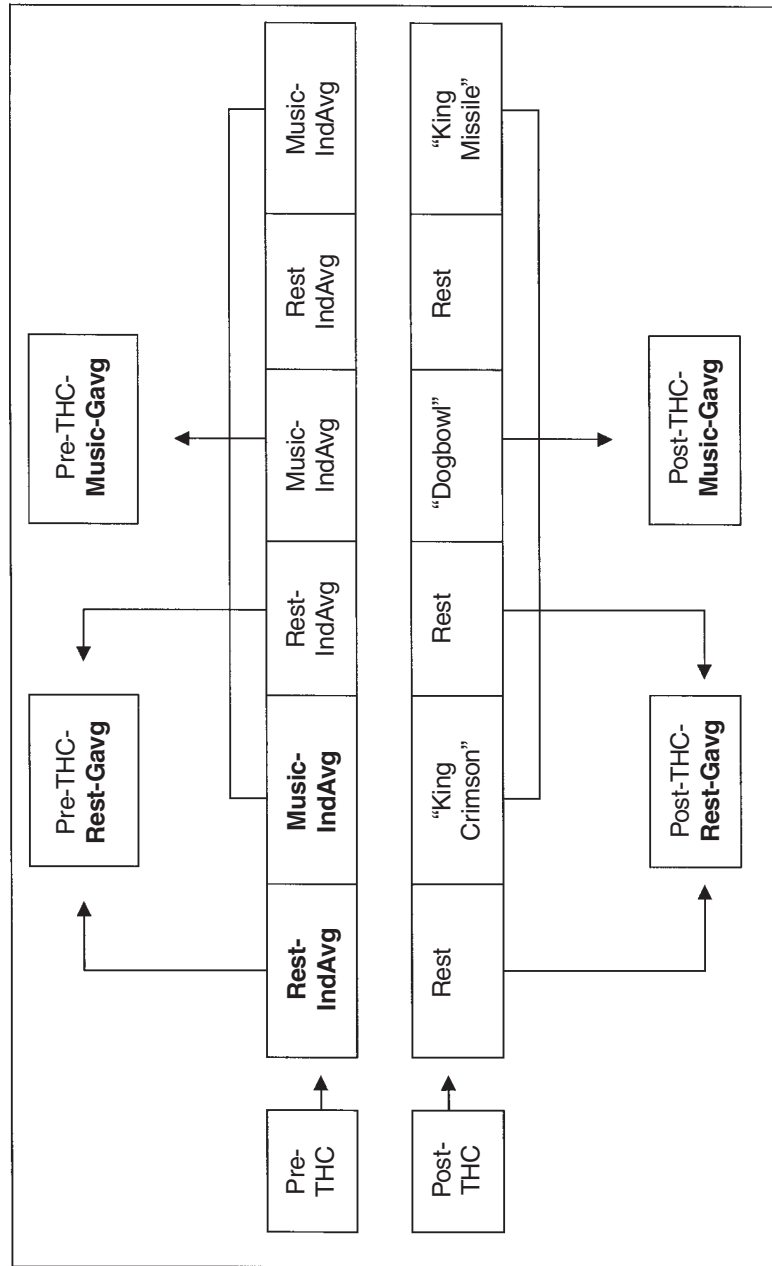 Pre-THC-
Rest-Gavg
Pre-THC-
Music-Gavg
Pre-
THC
Rest-
IndAvg
Music-
IndAvg
Rest-
IndAvg
Music-
IndAvg
Rest
IndAvg
Music-
IndAvg
Post-
THC
Rest
“King
Crimson”
Rest
“Dogbowl”
Rest
“King
Missile”
Post-THC-
Rest-Gavg
Post-THC-
Music-Gavg